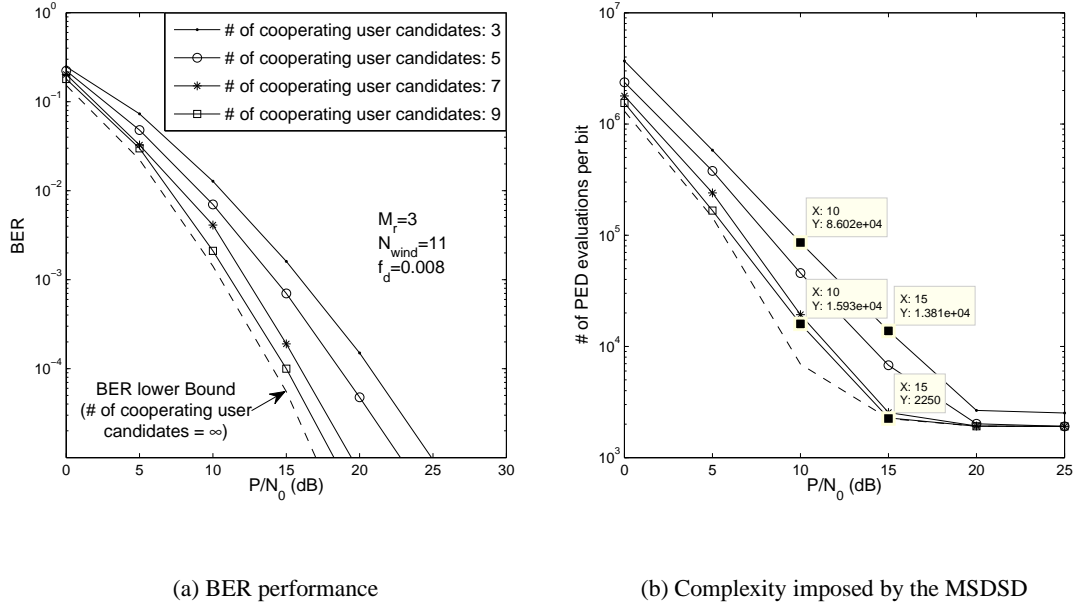 10^0
10^-1
10^-2
10^-3
10^-4
BER
0 5 10 15 20 25 30
P/N_0 (dB)
# of cooperating user candidates: 3
# of cooperating user candidates: 5
# of cooperating user candidates: 7
# of cooperating user candidates: 9
M_r=3
N_wind=11
f_d=0.008
BER lower Bound
(# of cooperating user
candidates = ∞)
(a) BER performance
10^7
10^6
10^5
10^4
10^3
# of PED evaluations per bit
0 5 10 15 20 25
P/N_0 (dB)
X: 10
Y: 8.602e+04
X: 10
Y: 1.593e+04
X: 15
Y: 1.381e+04
X: 15
Y: 2250
(b) Complexity imposed by the MSDSD